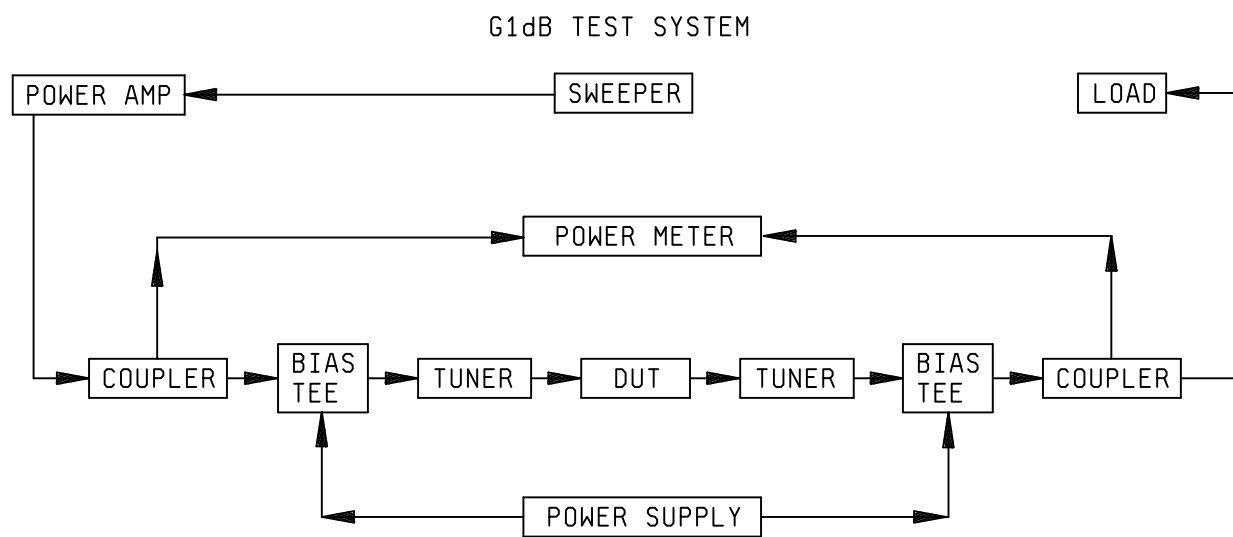 G1dB TEST SYSTEM
POWER AMP
SWEEPER
LOAD
POWER METER
COUPLER
BIAS
TEE
TUNER
DUT
TUNER
BIAS
TEE
COUPLER
POWER SUPPLY